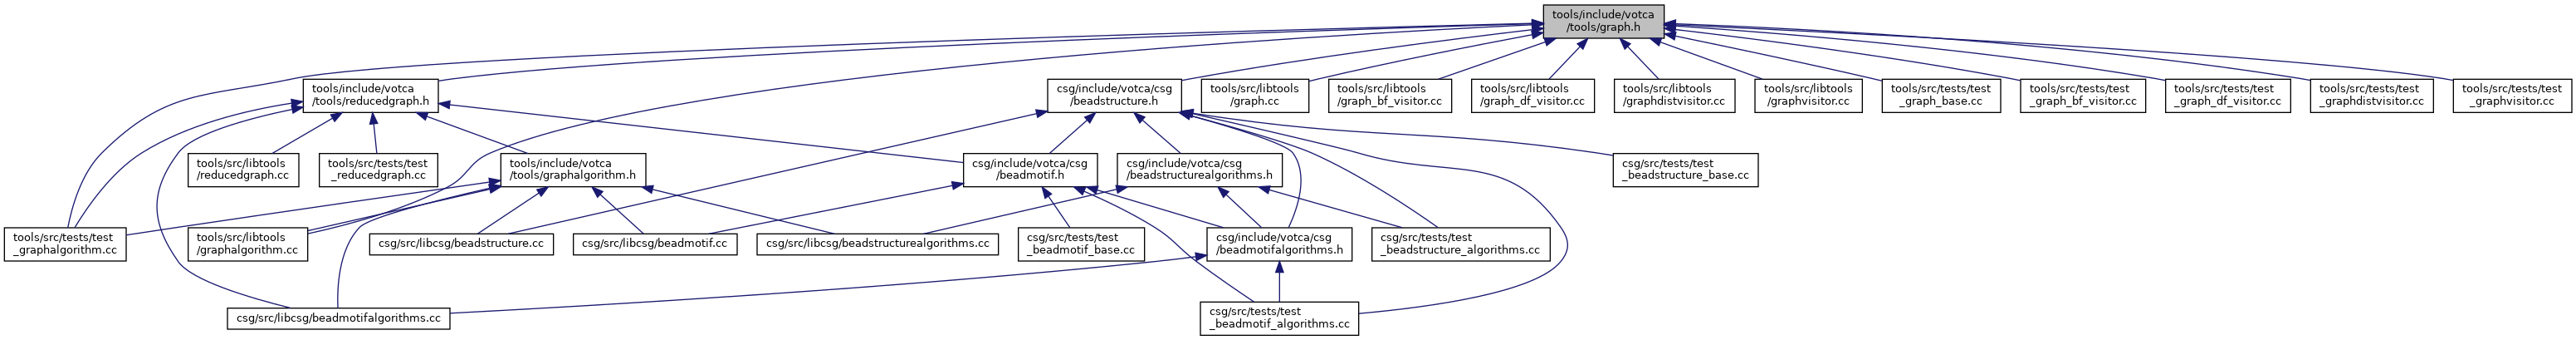 tools/include/votca
/tools/graph.h
tools/include/votca
/tools/reducedgraph.h
csg/include/votca/csg
/beadstructure.h
tools/src/libtools
/graph.cc
tools/src/libtools
/graph_bf_visitor.cc
tools/src/libtools
/graph_df_visitor.cc
tools/src/libtools
/graphdistvisitor.cc
tools/src/libtools
/graphvisitor.cc
tools/src/tests/test
_graph_base.cc
tools/src/tests/test
_graph_bf_visitor.cc
tools/src/tests/test
_graph_df_visitor.cc
tools/src/tests/test
_graphdistvisitor.cc
tools/src/tests/test
_graphvisitor.cc
tools/src/libtools
/reducedgraph.cc
tools/src/tests/test
_reducedgraph.cc
tools/include/votca
/tools/graphalgorithm.h
csg/include/votca/csg
/beadmotif.h
csg/include/votca/csg
/beadstructurealgorithms.h
csg/src/tests/test
_beadstructure_base.cc
tools/src/tests/test
_graphalgorithm.cc
tools/src/libtools
/graphalgorithm.cc
csg/src/libcsg/beadstructure.cc
csg/src/libcsg/beadmotif.cc
csg/src/libcsg/beadstructurealgorithms.cc
csg/src/tests/test
_beadmotif_base.cc
csg/include/votca/csg
/beadmotifalgorithms.h
csg/src/tests/test
_beadstructure_algorithms.cc
csg/src/libcsg/beadmotifalgorithms.cc
csg/src/tests/test
_beadmotif_algorithms.cc